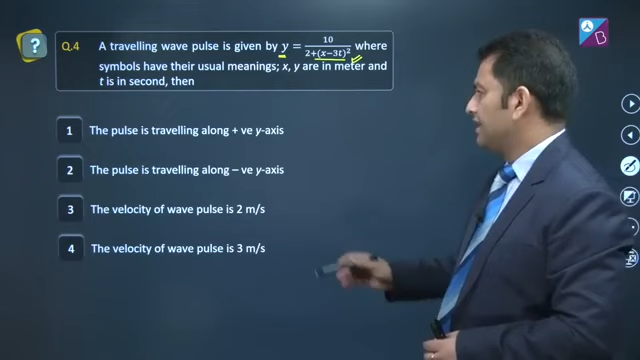 Q.4 A travelling wave pulse is given by y = 10/(2+(x−3t)²) where
symbols have their usual meanings; x, y are in meter and
t is in second, then
1 The pulse is travelling along + ve y-axis
2 The pulse is travelling along – ve y-axis
3 The velocity of wave pulse is 2 m/s
4 The velocity of wave pulse is 3 m/s
?
A
B